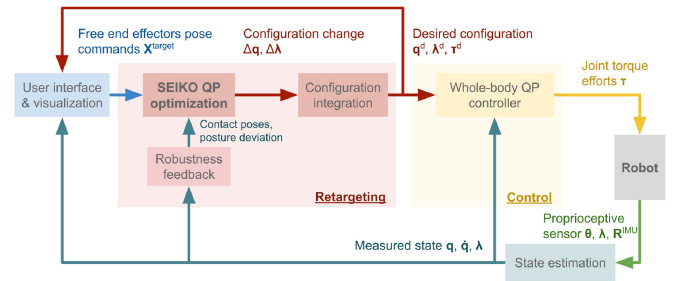 Free end effectors pose
commands X^target
Configuration change
Δq, Δλ
Desired configuration
q^d, λ^d, τ^d
User interface
& visualization
SEIKO QP
optimization
Configuration
integration
Whole-body QP
controller
Joint torque
efforts τ
Contact poses,
posture deviation
Robustness
feedback
Robot
Retargeting
Control
Proprioceptive
sensor θ, λ, R^IMU
Measured state q, q̇, λ
State estimation